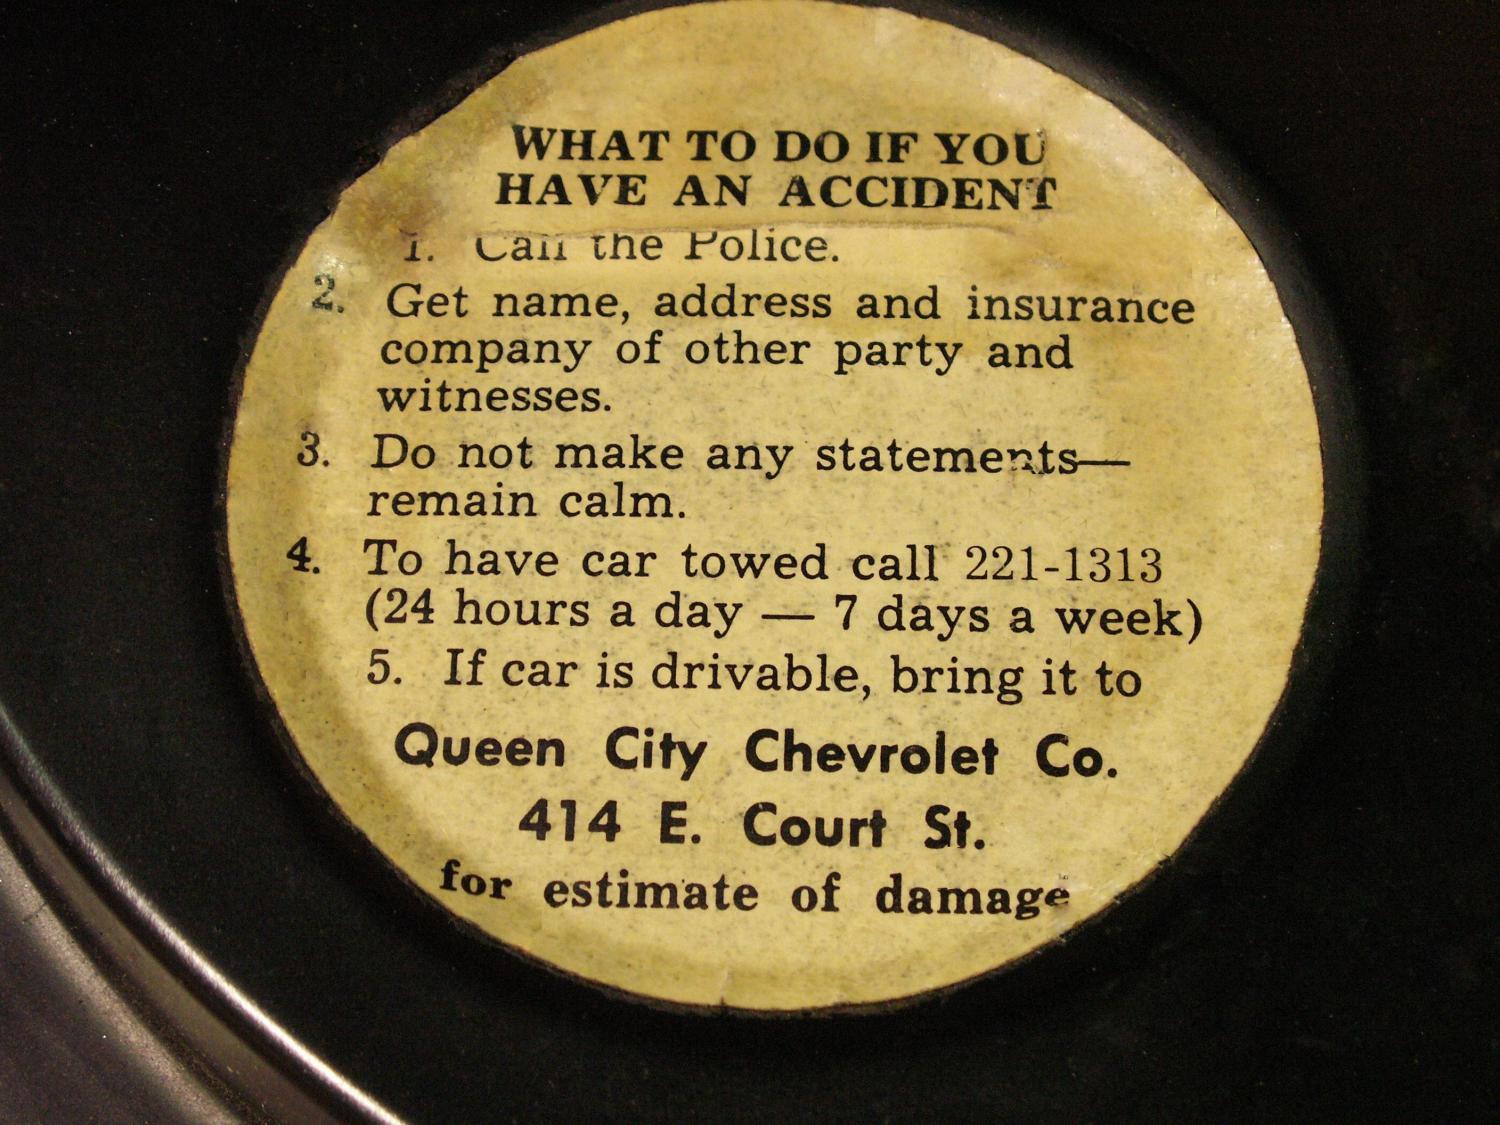 WHAT TO DO IF YOU
HAVE AN ACCIDENT
1. Call the Police.
2. Get name, address and insurance
company of other party and
witnesses.
3. Do not make any statements—
remain calm.
4. To have car towed call 221-1313
(24 hours a day — 7 days a week)
5. If car is drivable, bring it to
Queen City Chevrolet Co.
414 E. Court St.
for estimate of damage